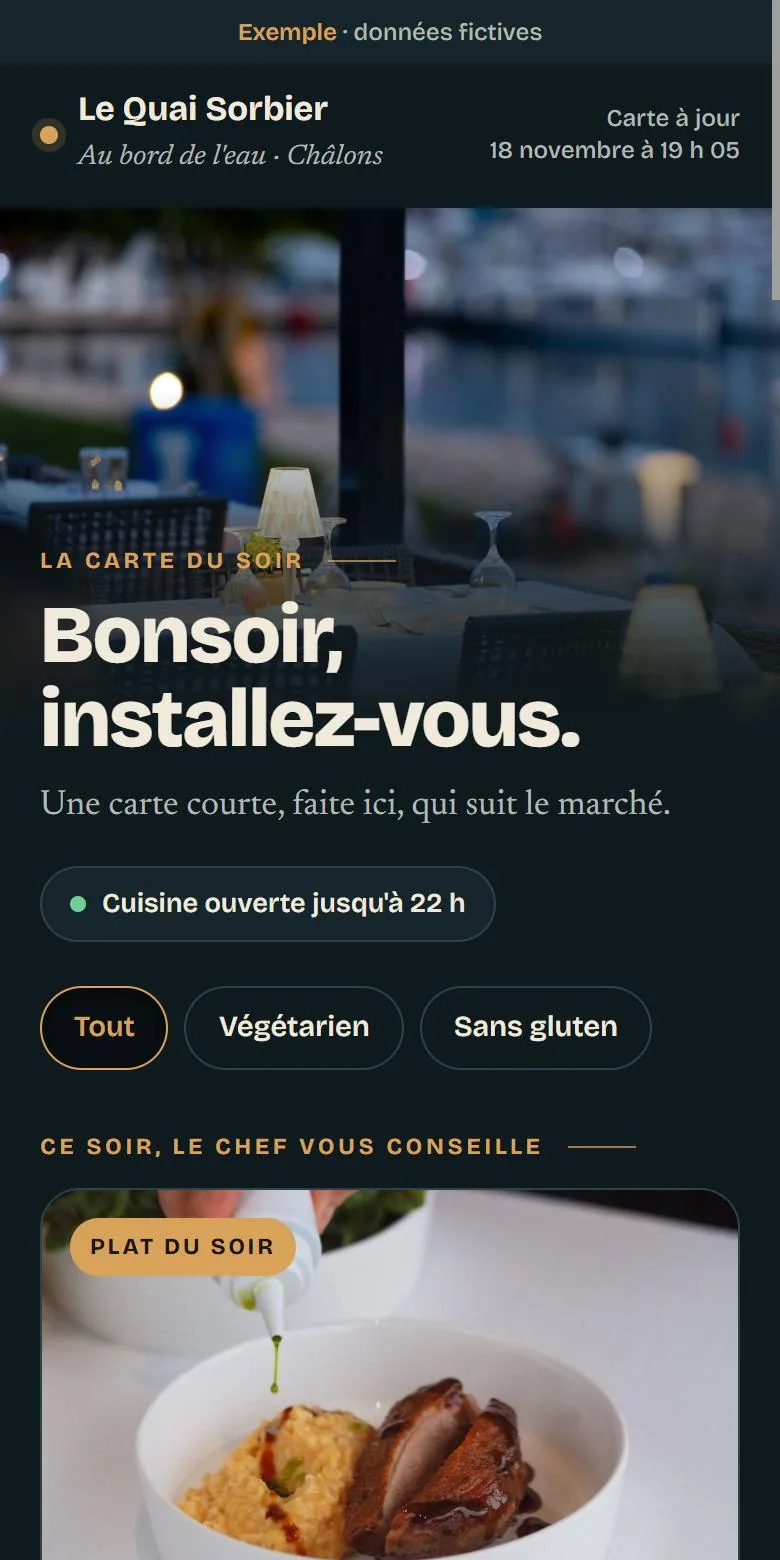 Exemple · données fictives
Le Quai Sorbier
Au bord de l'eau · Châlons
Carte à jour
18 novembre à 19 h 05
LA CARTE DU SOIR
Bonsoir,
installez-vous.
Une carte courte, faite ici, qui suit le marché.
Cuisine ouverte jusqu'à 22 h
Tout
Végétarien
Sans gluten
CE SOIR, LE CHEF VOUS CONSEILLE
PLAT DU SOIR